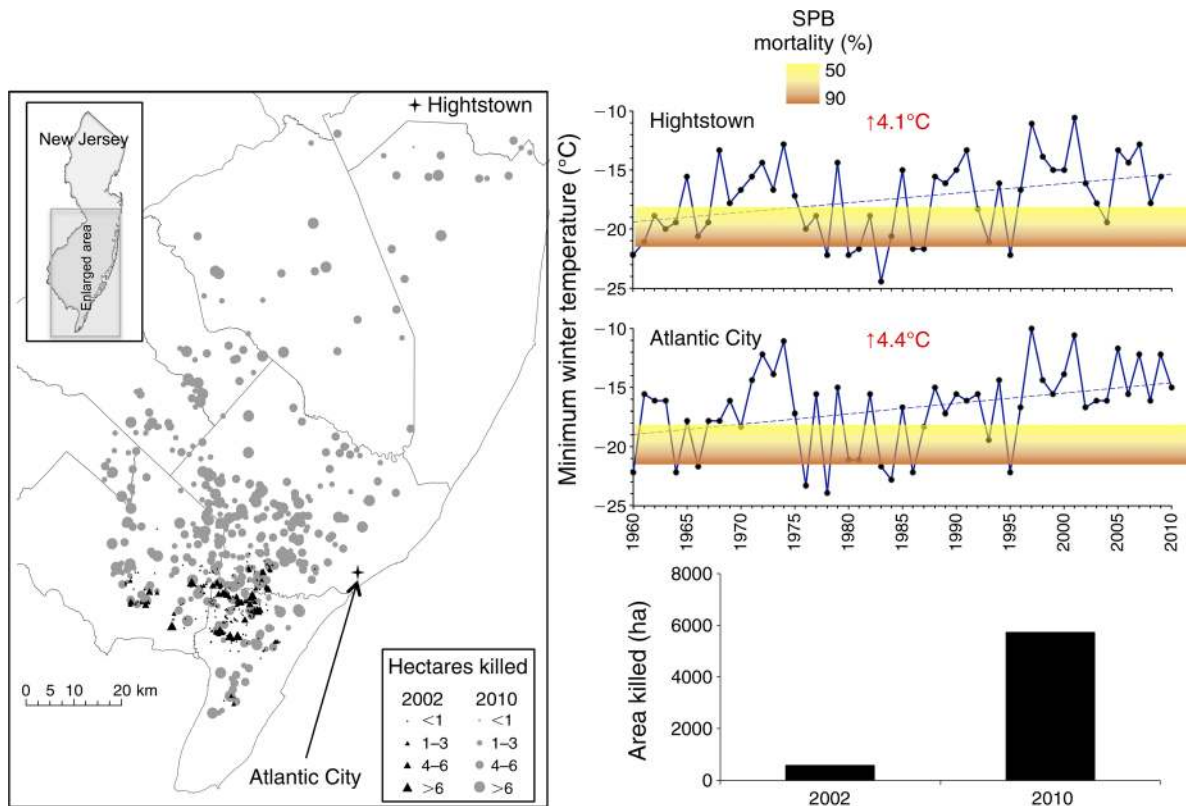 SPB
mortality (%)
50
90
Hightstown
New Jersey
Enlarged area
0 5 10 20 km
Hectares killed
2002 2010
<1 <1
1–3 1–3
4–6 4–6
>6 >6
Atlantic City
Minimum winter temperature (°C)
−10
Hightstown ↑4.1°C
−15
−20
−25
−10
Atlantic City ↑4.4°C
−15
−20
−25
1960 1965 1970 1975 1980 1985 1990 1995 2000 2005 2010
Area killed (ha)
8000
6000
4000
2000
0
2002 2010